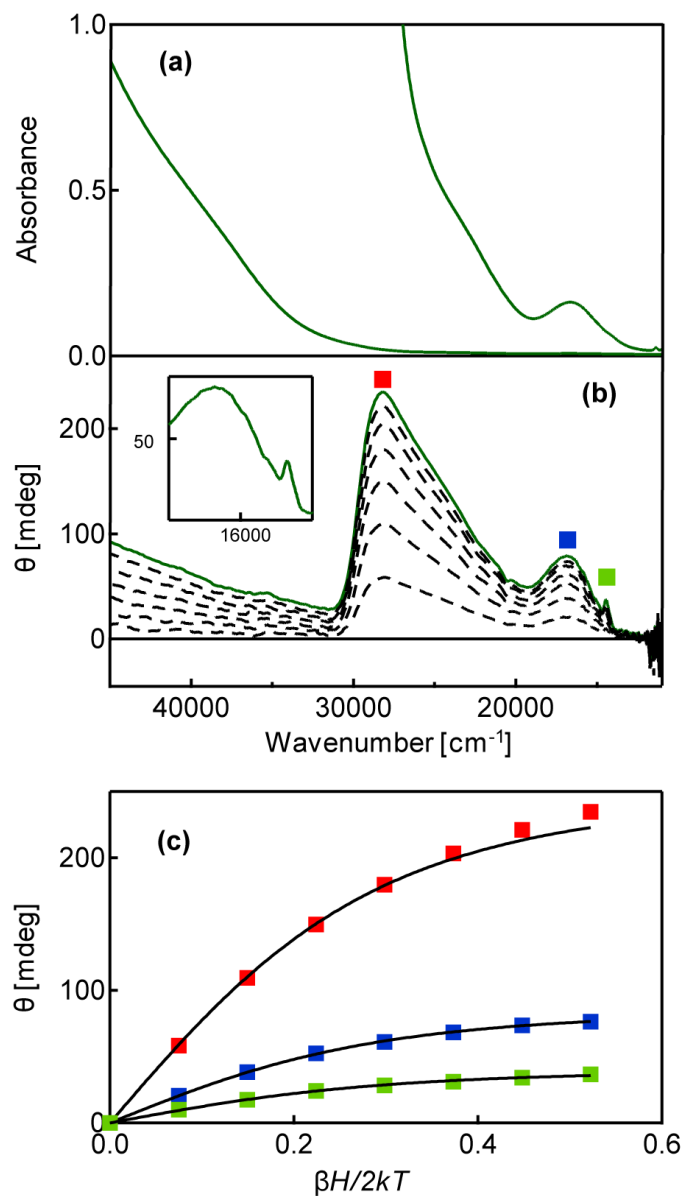 1.0
(a)
Absorbance
0.5
0.0
(b)
200
50
16000
θ [mdeg]
100
0
40000 30000 20000
Wavenumber [cm⁻¹]
(c)
200
θ [mdeg]
100
0
0.0 0.2 0.4 0.6
βH/2kT